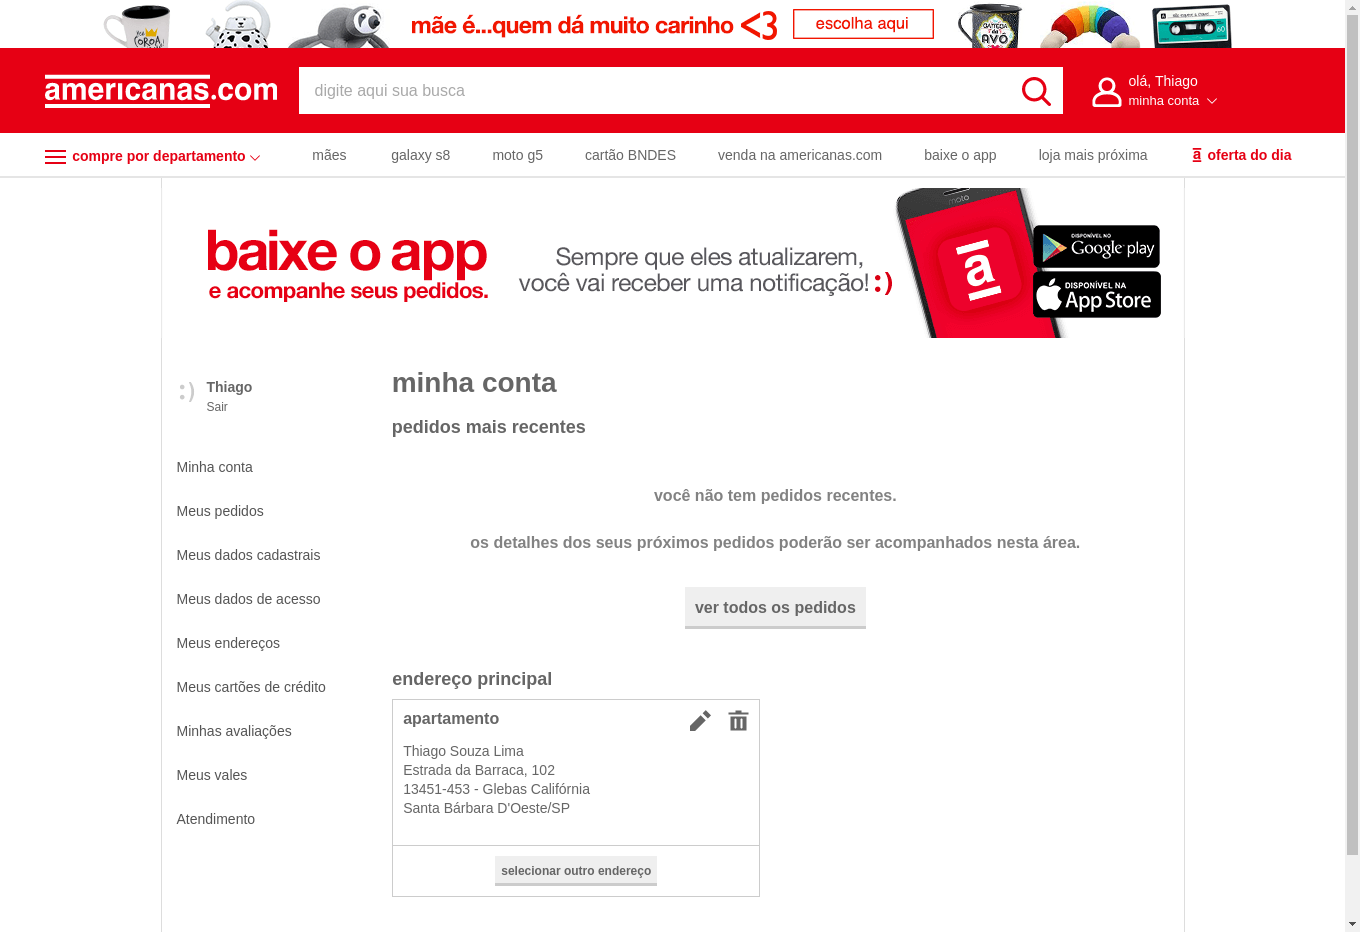 mãe é...quem dá muito carinho <3 escolha aqui
americanas.com
digite aqui sua busca
olá, Thiago
minha conta
compre por departamento
mães
galaxy s8
moto g5
cartão BNDES
venda na americanas.com
baixe o app
loja mais próxima
oferta do dia
baixe o app
e acompanhe seus pedidos.
Sempre que eles atualizarem,
você vai receber uma notificação! :)
moto
a
DISPONÍVEL NO
Google play
DISPONÍVEL NA
App Store
:) Thiago
Sair
Minha conta
Meus pedidos
Meus dados cadastrais
Meus dados de acesso
Meus endereços
Meus cartões de crédito
Minhas avaliações
Meus vales
Atendimento
minha conta
pedidos mais recentes
você não tem pedidos recentes.
os detalhes dos seus próximos pedidos poderão ser acompanhados nesta área.
ver todos os pedidos
endereço principal
apartamento
Thiago Souza Lima
Estrada da Barraca, 102
13451-453 - Glebas Califórnia
Santa Bárbara D'Oeste/SP
selecionar outro endereço